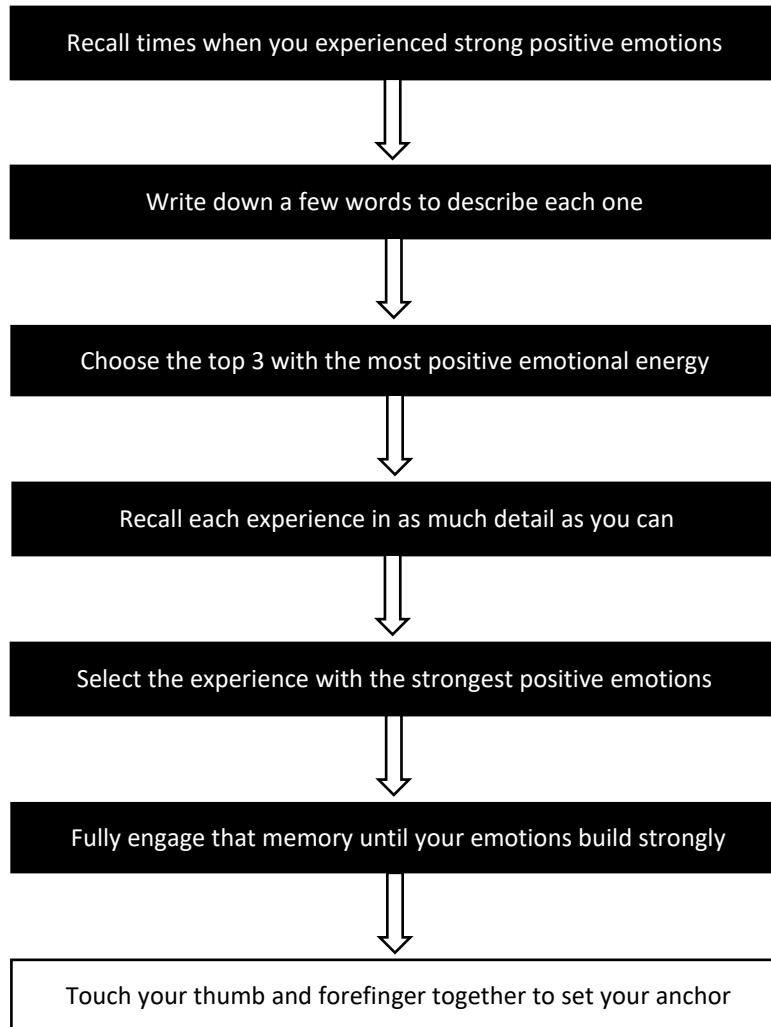 Recall times when you experienced strong positive emotions
Write down a few words to describe each one
Choose the top 3 with the most positive emotional energy
Recall each experience in as much detail as you can
Select the experience with the strongest positive emotions
Fully engage that memory until your emotions build strongly
Touch your thumb and forefinger together to set your anchor